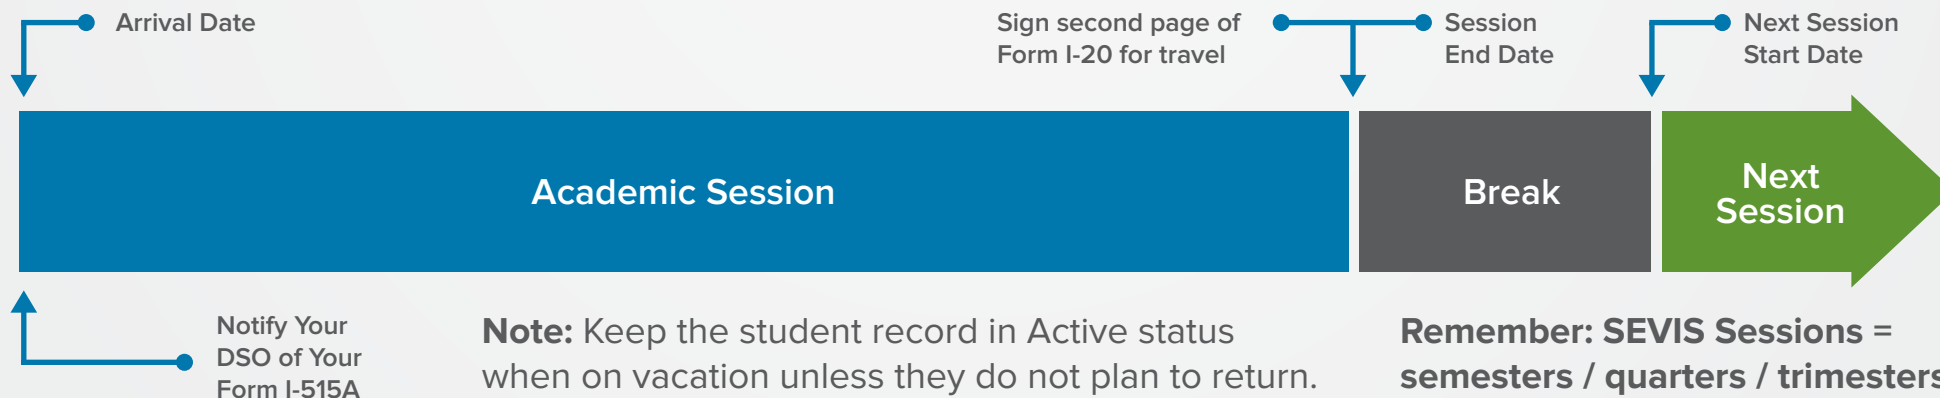 Arrival Date
Sign second page of
Form I-20 for travel
Session
End Date
Next Session
Start Date
Academic Session
Break
Next
Session
Notify Your
DSO of Your
Form I-515A
Note: Keep the student record in Active status
when on vacation unless they do not plan to return.
Remember: SEVIS Sessions =
semesters / quarters / trimesters